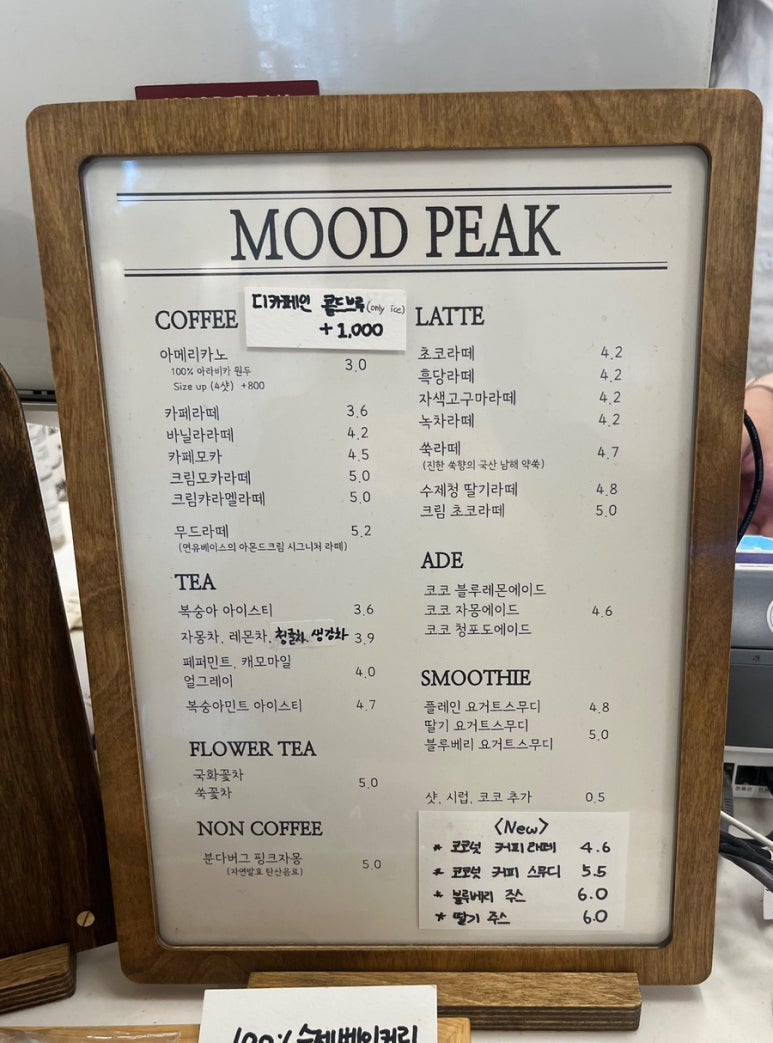 MOOD PEAK
COFFEE
디카페인 콜드브루 (only ice)
+ 1,000
아메리카노 3.0
100% 아라비카 원두
Size up (4샷) +800
카페라떼 3.6
바닐라라떼 4.2
카페모카 4.5
크림모카라떼 5.0
크림캬라멜라떼 5.0
무드라떼 5.2
(연유베이스의 아몬드크림 시그니처 라떼)
TEA
복숭아 아이스티 3.6
자몽차, 레몬차, 청귤차, 생강차 3.9
페퍼민트, 캐모마일
얼그레이 4.0
복숭아민트 아이스티 4.7
FLOWER TEA
국화꽃차
쑥꽃차 5.0
NON COFFEE
분다버그 핑크자몽 5.0
(자연발효 탄산음료)
LATTE
초코라떼 4.2
흑당라떼 4.2
자색고구마라떼 4.2
녹차라떼 4.2
쑥라떼 4.7
(진한 쑥향의 국산 남해 약쑥)
수제청 딸기라떼 4.8
크림 초코라떼 5.0
ADE
코코 블루레몬에이드
코코 자몽에이드 4.6
코코 청포도에이드
SMOOTHIE
플레인 요거트스무디 4.8
딸기 요거트스무디
블루베리 요거트스무디 5.0
샷, 시럽, 코코 추가 0.5
<New>
* 코코넛 커피 라떼 4.6
* 코코넛 커피 스무디 5.5
* 블루베리 주스 6.0
* 딸기 주스 6.0
100% 수제베이커리